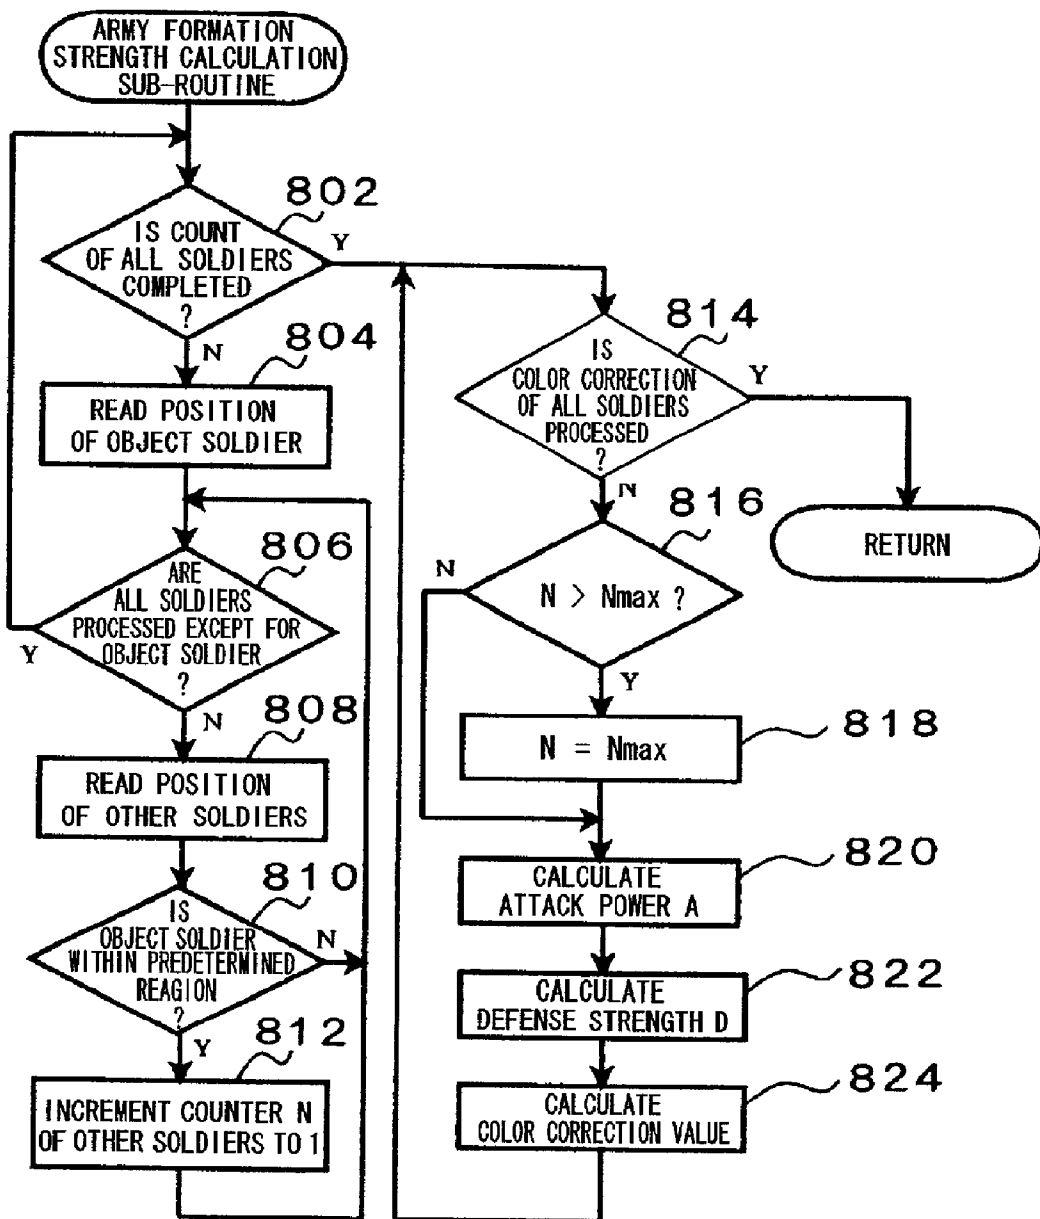 ARMY FORMATION
STRENGTH CALCULATION
SUB-ROUTINE
802
IS COUNT
OF ALL SOLDIERS
COMPLETED
?
Y
N
804
READ POSITION
OF OBJECT SOLDIER
806
ARE
ALL SOLDIERS
PROCESSED EXCEPT FOR
OBJECT SOLDIER
?
Y
N
808
READ POSITION
OF OTHER SOLDIERS
810
IS
OBJECT SOLDIER
WITHIN PREDETERMINED
REAGION
?
N
Y
812
INCREMENT COUNTER N
OF OTHER SOLDIERS TO 1
814
IS
COLOR CORRECTION
OF ALL SOLDIERS
PROCESSED
?
Y
N
RETURN
816
N > Nmax ?
N
Y
818
N = Nmax
820
CALCULATE
ATTACK POWER A
822
CALCULATE
DEFENSE STRENGTH D
824
CALCULATE
COLOR CORRECTION VALUE